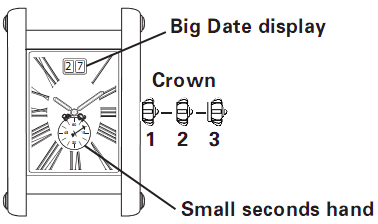 Big Date display
27
Crown
1 2 3
Small seconds hand